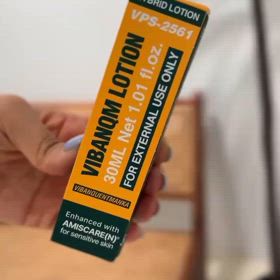 HYBRID LOTION
VPS-2561
VIBANQM LOTION
30ML Net 1.01 fl.oz.
FOR EXTERNAL USE ONLY
VIBABQUENTMAHXA
Enhanced with
AMISCARE(N)
for sensitive skin